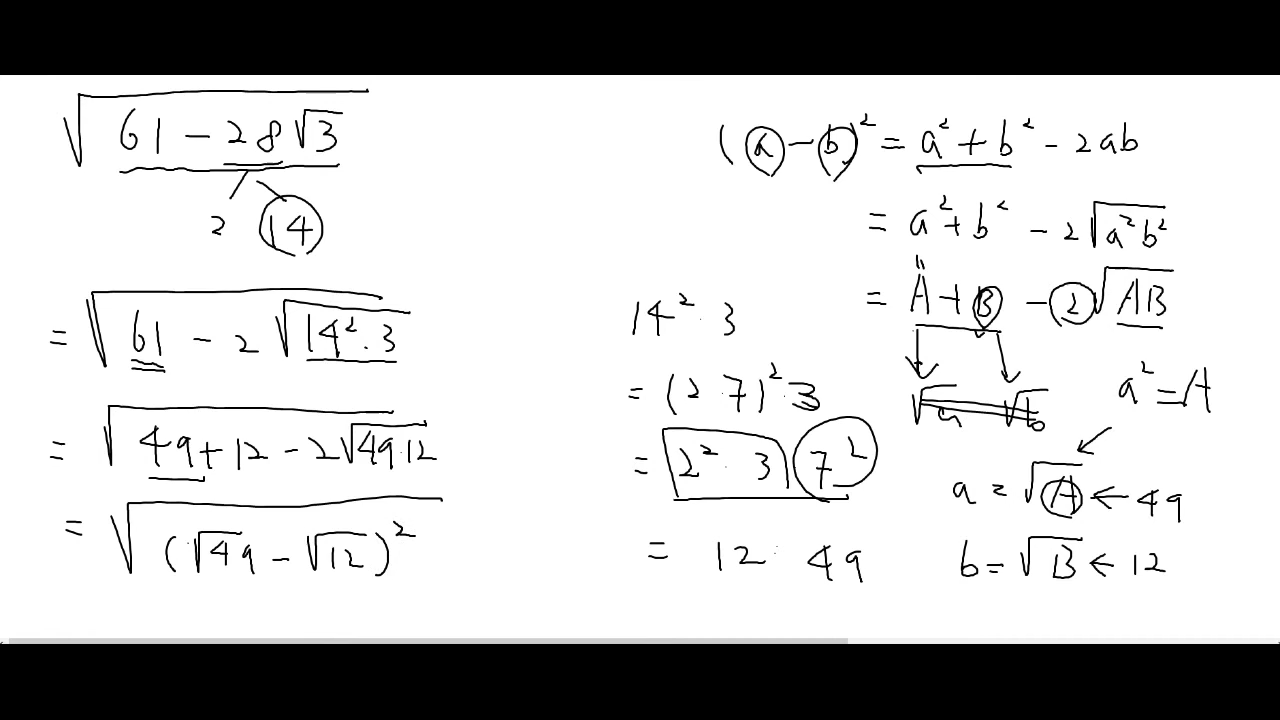 √(61 - 28√3)
2 14
= √(61 - 2√(14² · 3))
= √(49 + 12 - 2√(49·12))
= √((√49 - √12)²)
14² · 3
= (2 7)² 3
= 2² · 3 7²
= 12 · 49
(a - b)² = a² + b² - 2ab
= a² + b² - 2√(a²b²)
= A + B - 2√(AB)
√a √b
a² = A
a = √A ← 49
b = √B ← 12